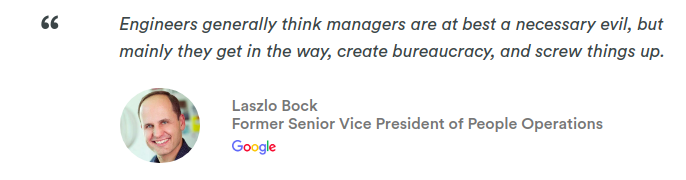 “
Engineers generally think managers are at best a necessary evil, but
mainly they get in the way, create bureaucracy, and screw things up.
Laszlo Bock
Former Senior Vice President of People Operations
Google